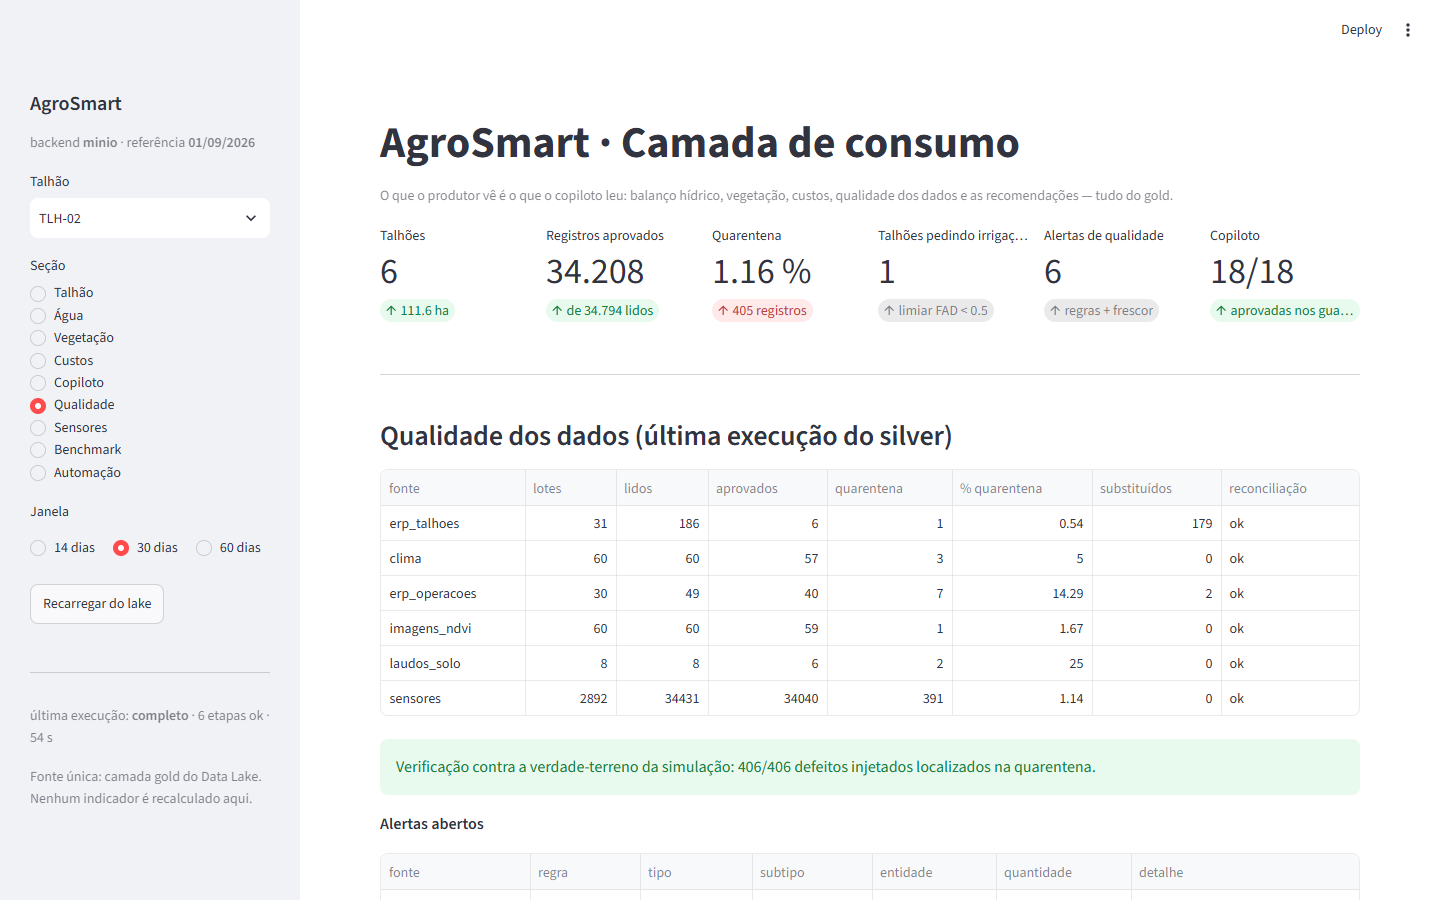 Deploy
AgroSmart
backend minio · referência 01/09/2026
Talhão
TLH-02
Seção
Talhão
Água
Vegetação
Custos
Copiloto
Qualidade
Sensores
Benchmark
Automação
Janela
14 dias 30 dias 60 dias
Recarregar do lake
última execução: completo · 6 etapas ok ·
54 s
Fonte única: camada gold do Data Lake.
Nenhum indicador é recalculado aqui.
AgroSmart · Camada de consumo
O que o produtor vê é o que o copiloto leu: balanço hídrico, vegetação, custos, qualidade dos dados e as recomendações — tudo do gold.
Talhões Registros aprovados Quarentena Talhões pedindo irrigaç… Alertas de qualidade Copiloto
6 34.208 1.16 % 1 6 18/18
↑ 111.6 ha ↑ de 34.794 lidos ↑ 405 registros ↑ limiar FAD < 0.5 ↑ regras + frescor ↑ aprovadas nos gua…
Qualidade dos dados (última execução do silver)
fonte lotes lidos aprovados quarentena % quarentena substituídos reconciliação
erp_talhoes 31 186 6 1 0.54 179 ok
clima 60 60 57 3 5 0 ok
erp_operacoes 30 49 40 7 14.29 2 ok
imagens_ndvi 60 60 59 1 1.67 0 ok
laudos_solo 8 8 6 2 25 0 ok
sensores 2892 34431 34040 391 1.14 0 ok
Verificação contra a verdade-terreno da simulação: 406/406 defeitos injetados localizados na quarentena.
Alertas abertos
fonte regra tipo subtipo entidade quantidade detalhe